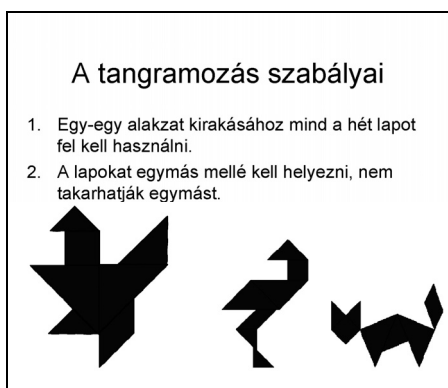 A tangramozás szabályai
1. Egy-egy alakzat kirakásához mind a hét lapot
fel kell használni.
2. A lapokat egymás mellé kell helyezni, nem
takarhatják egymást.